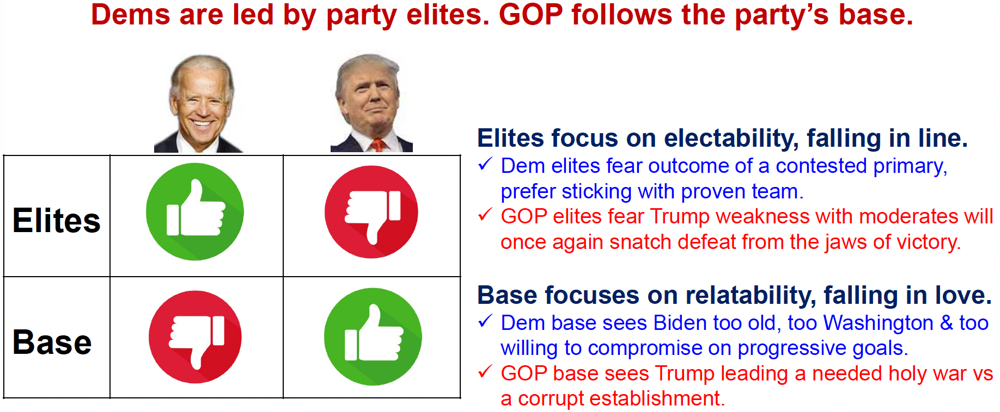 Dems are led by party elites. GOP follows the party’s base.
Elites
Base
Elites focus on electability, falling in line.
✓ Dem elites fear outcome of a contested primary,
prefer sticking with proven team.
✓ GOP elites fear Trump weakness with moderates will
once again snatch defeat from the jaws of victory.
Base focuses on relatability, falling in love.
✓ Dem base sees Biden too old, too Washington & too
willing to compromise on progressive goals.
✓ GOP base sees Trump leading a needed holy war vs
a corrupt establishment.